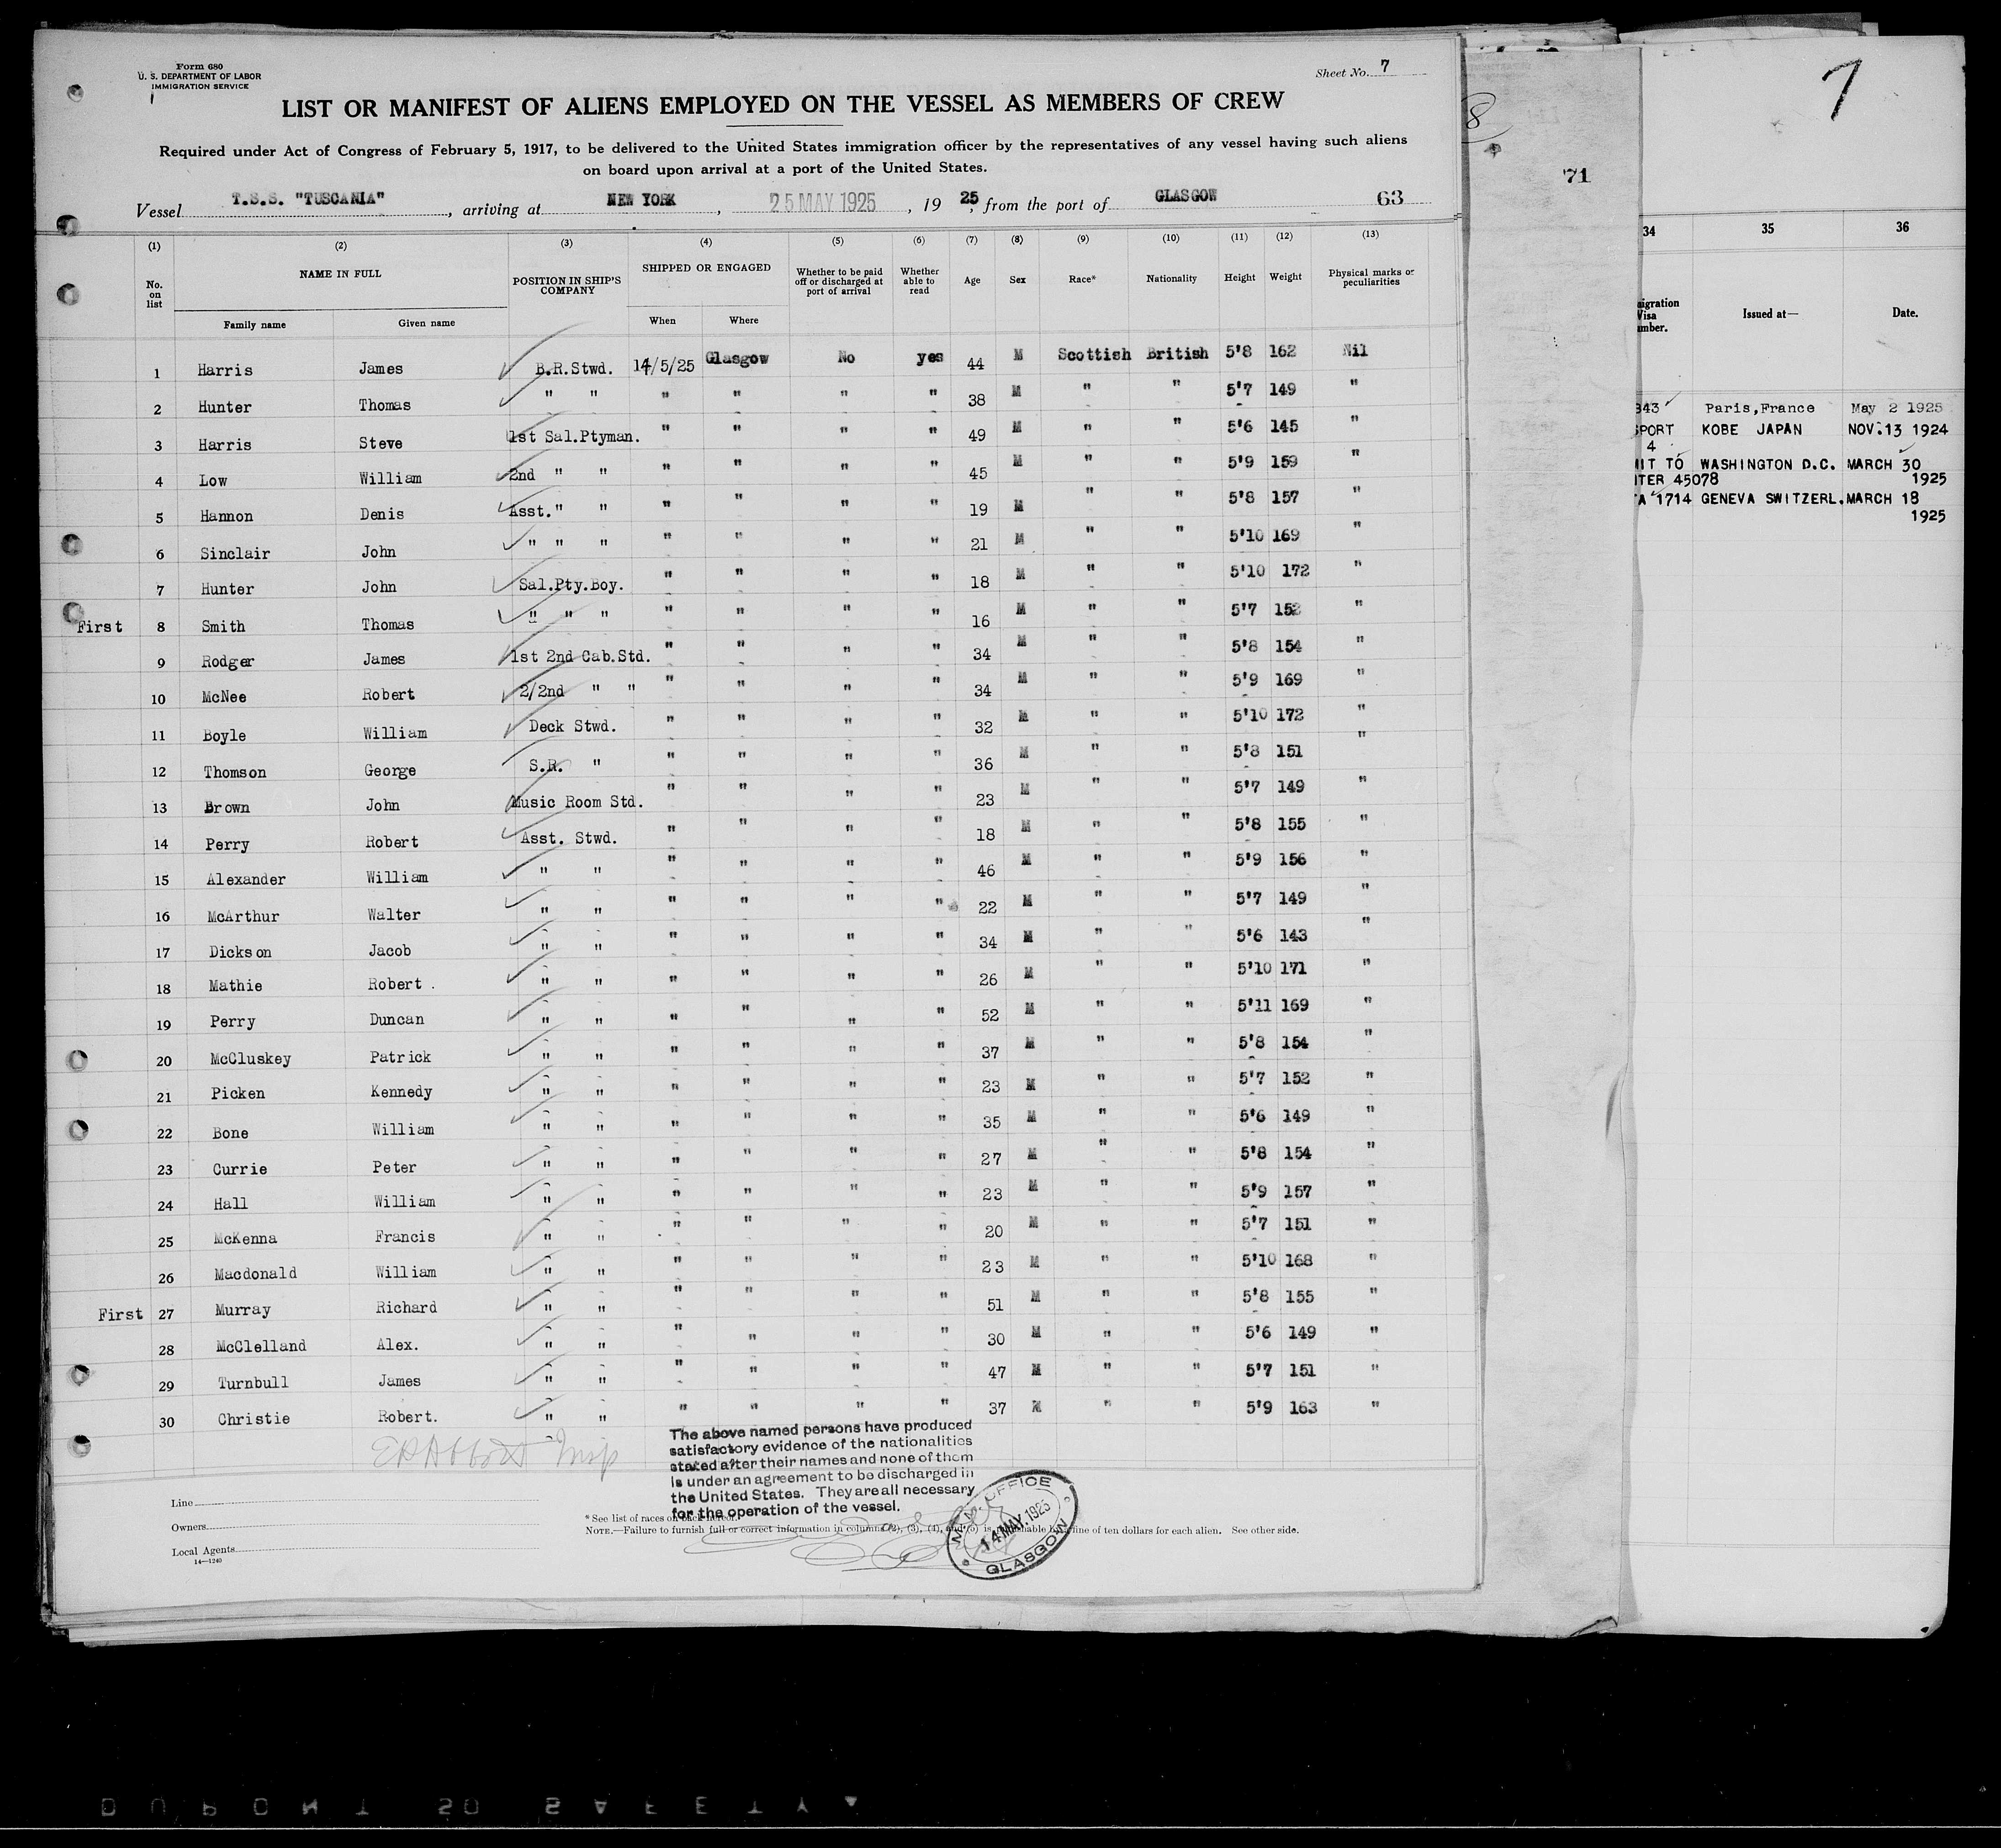 Form 680
U. S. DEPARTMENT OF LABOR
IMMIGRATION SERVICE
Sheet No. 7
LIST OR MANIFEST OF ALIENS EMPLOYED ON THE VESSEL AS MEMBERS OF CREW
Required under Act of Congress of February 5, 1917, to be delivered to the United States immigration officer by the representatives of any vessel having such aliens
on board upon arrival at a port of the United States.
Vessel T.S.S. "TUSCANIA", arriving at NEW YORK, 25 MAY 1925, 19 25, from the port of GLASGOW 63
(1) (2) (3) (4) (5) (6) (7) (8) (9) (10) (11) (12) (13)
No. on list NAME IN FULL POSITION IN SHIP'S COMPANY SHIPPED OR ENGAGED Whether to be paid off or discharged at port of arrival Whether able to read Age Sex Race* Nationality Height Weight Physical marks or peculiarities
Family name Given name When Where
1 Harris James B.R.Stwd. 14/5/25 Glasgow No yes 44 M Scottish British 5'8 162 Nil
2 Hunter Thomas " " " " " " 38 M " " 5'7 149 "
3 Harris Steve 1st Sal.Ptyman. " " " " 49 M " " 5'6 145 "
4 Low William 2nd " " " " " " 45 M " " 5'9 159 "
5 Hannon Denis Asst." " " " " " 19 M " " 5'8 157 "
6 Sinclair John " " " " " " " 21 M " " 5'10 169 "
7 Hunter John Sal.Pty.Boy. " " " " 18 M " " 5'10 172 "
First 8 Smith Thomas " " " " " " " 16 M " " 5'7 152 "
9 Rodger James 1st 2nd Cab.Std. " " " " 34 M " " 5'8 154 "
10 McNee Robert 2/2nd " " " " " " 34 M " " 5'9 169 "
11 Boyle William Deck Stwd. " " " " 32 M " " 5'10 172 "
12 Thomson George S.R. " " " " " 36 M " " 5'8 151 "
13 Brown John Music Room Std. " " " " 23 M " " 5'7 149 "
14 Perry Robert Asst. Stwd. " " " " 18 M " " 5'8 155 "
15 Alexander William " " " " " " 46 M " " 5'9 156 "
16 McArthur Walter " " " " " " 22 M " " 5'7 149 "
17 Dickson Jacob " " " " " " 34 M " " 5'6 143 "
18 Mathie Robert . " " " " " " 26 M " " 5'10 171 "
19 Perry Duncan " " " " " " 52 M " " 5'11 169 "
20 McCluskey Patrick " " " " " " 37 M " " 5'8 154 "
21 Picken Kennedy " " " " " " 23 M " " 5'7 152 "
22 Bone William " " " " " " 35 M " " 5'6 149 "
23 Currie Peter " " " " " " 27 M " " 5'8 154 "
24 Hall William " " " " " " 23 M " " 5'9 157 "
25 McKenna Francis " " " " " " 20 M " " 5'7 151 "
26 Macdonald William " " " " " " 23 M " " 5'10 168 "
First 27 Murray Richard " " " " " " 51 M " " 5'8 155 "
28 McClelland Alex. " " " " " " 30 M " " 5'6 149 "
29 Turnbull James " " " " " " 47 M " " 5'7 151 "
30 Christie Robert. " " " " " " 37 M " " 5'9 163 "
The above named persons have produced
satisfactory evidence of the nationalities
stated after their names and none of them
is under an agreement to be discharged in
the United States. They are all necessary
for the operation of the vessel.
Line
Owners
Local Agents
14—1240
* See list of races on back hereof.
NOTE.—Failure to furnish full or correct information in columns (2), (3), (4), and (5) is punishable by fine of ten dollars for each alien. See other side.
OFFICE
14 MAY. 1925
GLASGOW
8
71
7
34 35 36
Issued at— Date.
343 Paris,France May 2 1925
SPORT KOBE JAPAN NOV.13 1924
4
MIT TO WASHINGTON D.C. MARCH 30
NTER 45078 1925
A 1714 GENEVA SWITZERL. MARCH 18
1925
DUPONT SO SAFETY